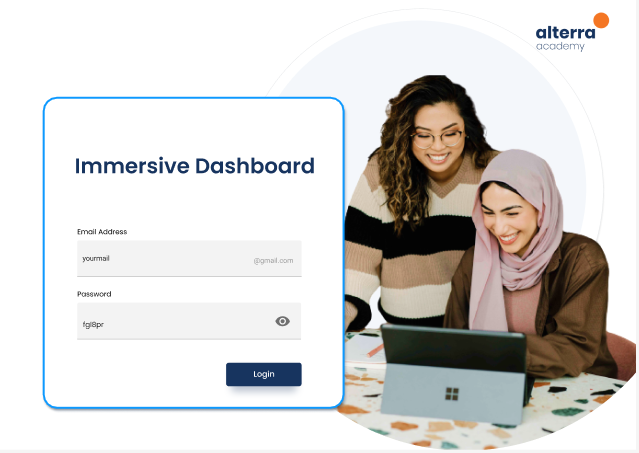 alterra
academy
Immersive Dashboard
Email Address
yourmail
@gmail.com
Password
fgl8pr
Login